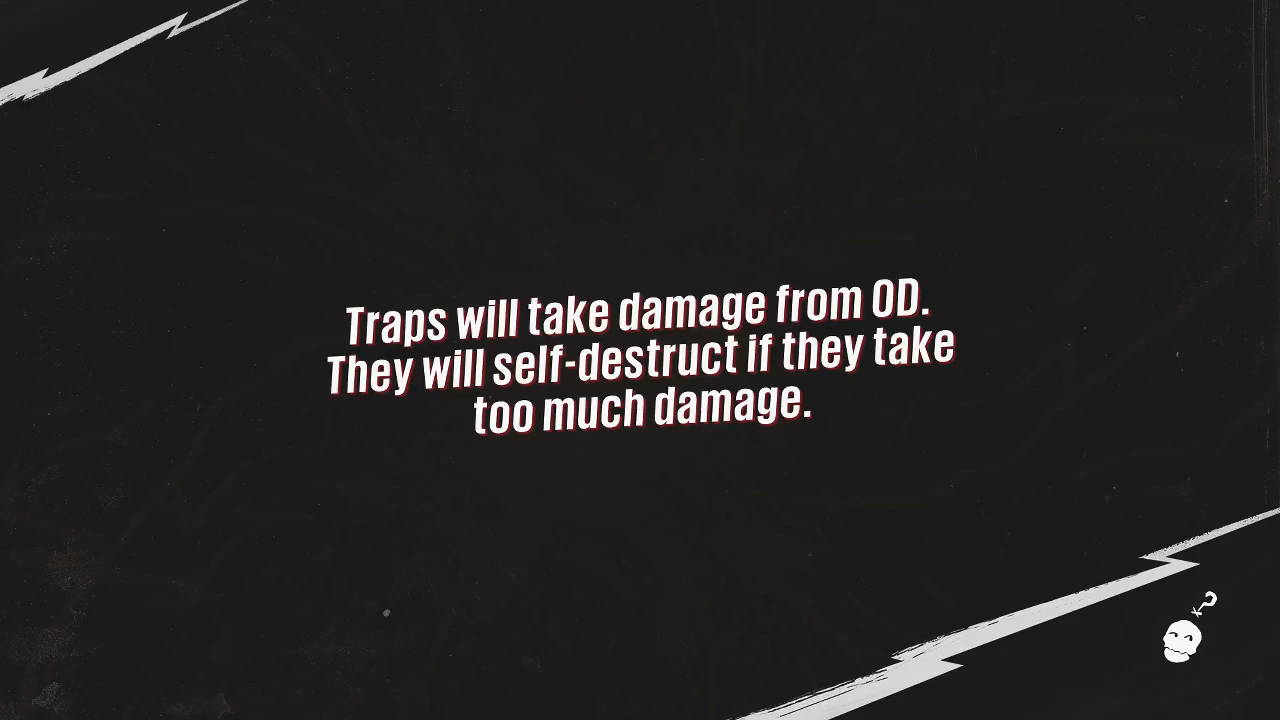 Traps will take damage from OD.
They will self-destruct if they take
too much damage.